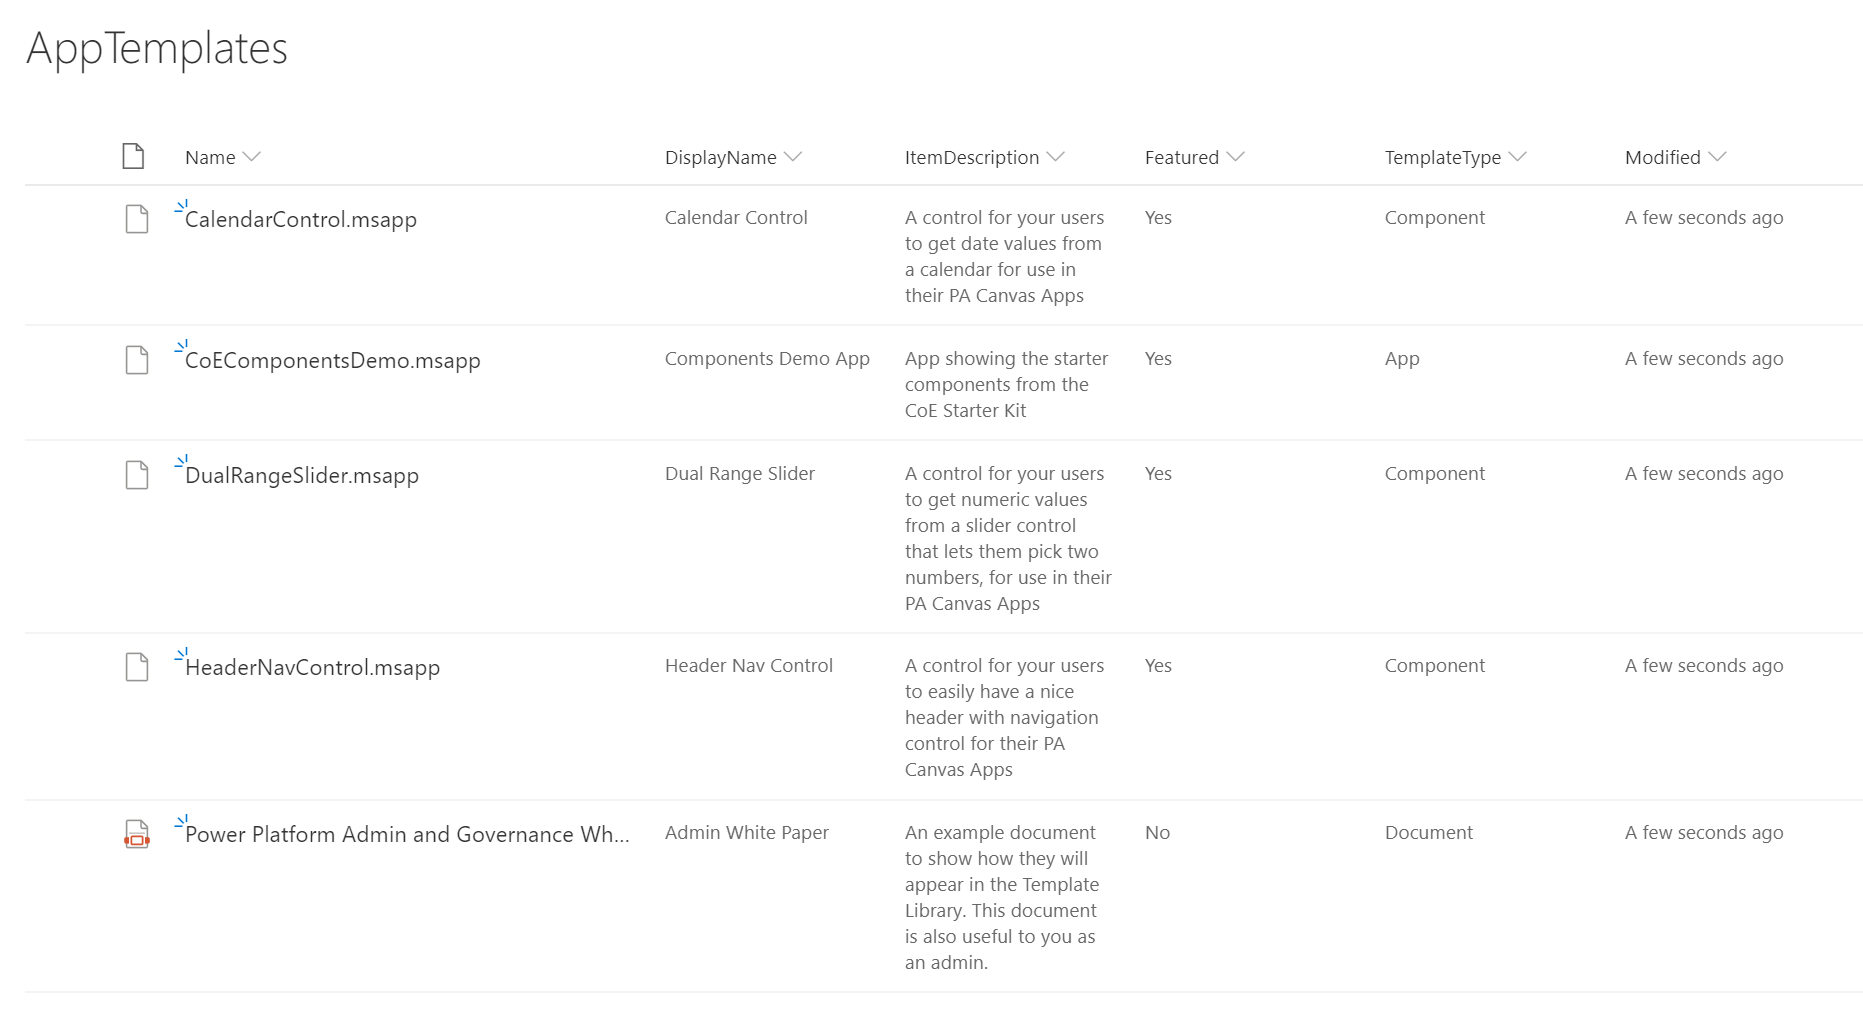 AppTemplates
Name DisplayName ItemDescription Featured TemplateType Modified
CalendarControl.msapp Calendar Control A control for your users Yes Component A few seconds ago
to get date values from
a calendar for use in
their PA Canvas Apps
CoEComponentsDemo.msapp Components Demo App App showing the starter Yes App A few seconds ago
components from the
CoE Starter Kit
DualRangeSlider.msapp Dual Range Slider A control for your users Yes Component A few seconds ago
to get numeric values
from a slider control
that lets them pick two
numbers, for use in their
PA Canvas Apps
HeaderNavControl.msapp Header Nav Control A control for your users Yes Component A few seconds ago
to easily have a nice
header with navigation
control for their PA
Canvas Apps
Power Platform Admin and Governance Wh... Admin White Paper An example document No Document A few seconds ago
to show how they will
appear in the Template
Library. This document
is also useful to you as
an admin.